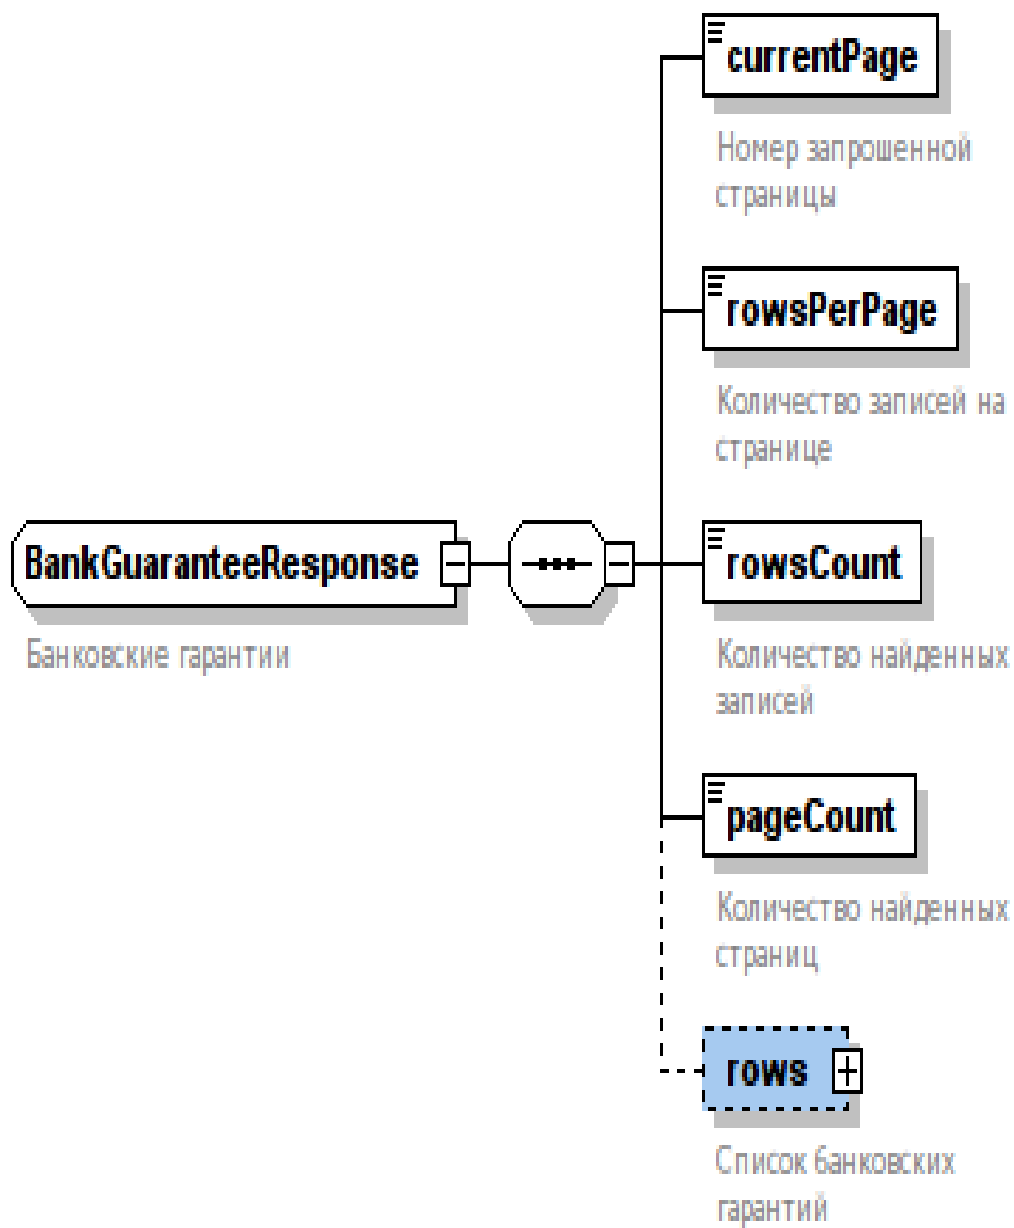 currentPage
Номер запрошенной
страницы
rowsPerPage
Количество записей на
странице
BankGuaranteeResponse
Банковские гарантии
rowsCount
Количество найденных
записей
pageCount
Количество найденных
страниц
rows
Список банковских
гарантий